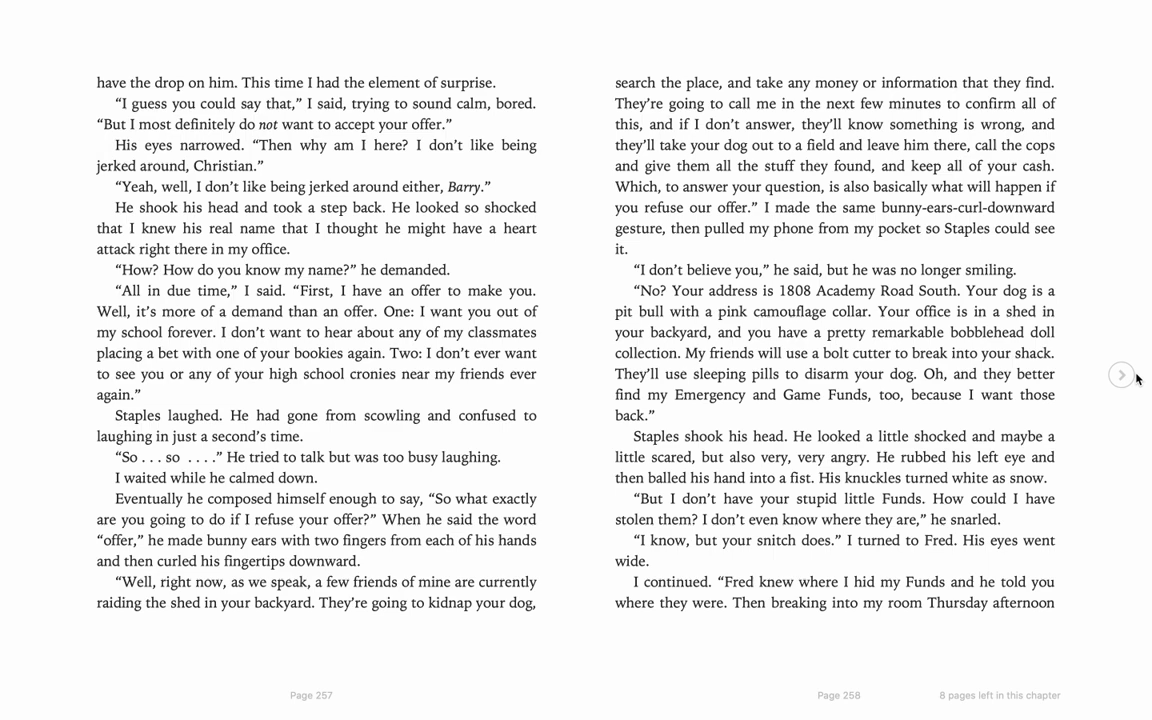 have the drop on him. This time I had the element of surprise.
“I guess you could say that,” I said, trying to sound calm, bored.
“But I most definitely do not want to accept your offer.”
His eyes narrowed. “Then why am I here? I don’t like being
jerked around, Christian.”
“Yeah, well, I don’t like being jerked around either, Barry.”
He shook his head and took a step back. He looked so shocked
that I knew his real name that I thought he might have a heart
attack right there in my office.
“How? How do you know my name?” he demanded.
“All in due time,” I said. “First, I have an offer to make you.
Well, it’s more of a demand than an offer. One: I want you out of
my school forever. I don’t want to hear about any of my classmates
placing a bet with one of your bookies again. Two: I don’t ever want
to see you or any of your high school cronies near my friends ever
again.”
Staples laughed. He had gone from scowling and confused to
laughing in just a second’s time.
“So . . . so . . . .” He tried to talk but was too busy laughing.
I waited while he calmed down.
Eventually he composed himself enough to say, “So what exactly
are you going to do if I refuse your offer?” When he said the word
“offer,” he made bunny ears with two fingers from each of his hands
and then curled his fingertips downward.
“Well, right now, as we speak, a few friends of mine are currently
raiding the shed in your backyard. They’re going to kidnap your dog,
Page 257
search the place, and take any money or information that they find.
They’re going to call me in the next few minutes to confirm all of
this, and if I don’t answer, they’ll know something is wrong, and
they’ll take your dog out to a field and leave him there, call the cops
and give them all the stuff they found, and keep all of your cash.
Which, to answer your question, is also basically what will happen if
you refuse our offer.” I made the same bunny-ears-curl-downward
gesture, then pulled my phone from my pocket so Staples could see
it.
“I don’t believe you,” he said, but he was no longer smiling.
“No? Your address is 1808 Academy Road South. Your dog is a
pit bull with a pink camouflage collar. Your office is in a shed in
your backyard, and you have a pretty remarkable bobblehead doll
collection. My friends will use a bolt cutter to break into your shack.
They’ll use sleeping pills to disarm your dog. Oh, and they better
find my Emergency and Game Funds, too, because I want those
back.”
Staples shook his head. He looked a little shocked and maybe a
little scared, but also very, very angry. He rubbed his left eye and
then balled his hand into a fist. His knuckles turned white as snow.
“But I don’t have your stupid little Funds. How could I have
stolen them? I don’t even know where they are,” he snarled.
“I know, but your snitch does.” I turned to Fred. His eyes went
wide.
I continued. “Fred knew where I hid my Funds and he told you
where they were. Then breaking into my room Thursday afternoon
Page 258
8 pages left in this chapter